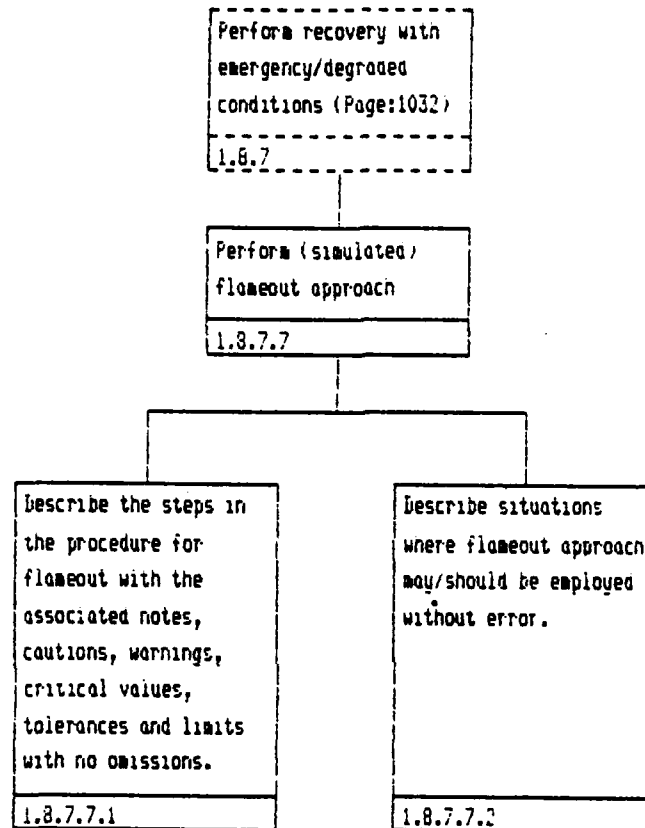 Perform recovery with
emergency/degraded
conditions (Page:1032)
1.8.7
Perform (simulated)
flameout approach
1.8.7.7
Describe the steps in
the procedure for
flameout with the
associated notes,
cautions, warnings,
critical values,
tolerances and limits
with no omissions.
1.8.7.7.1
Describe situations
where flameout approach
may/should be employed
without error.
1.8.7.7.2